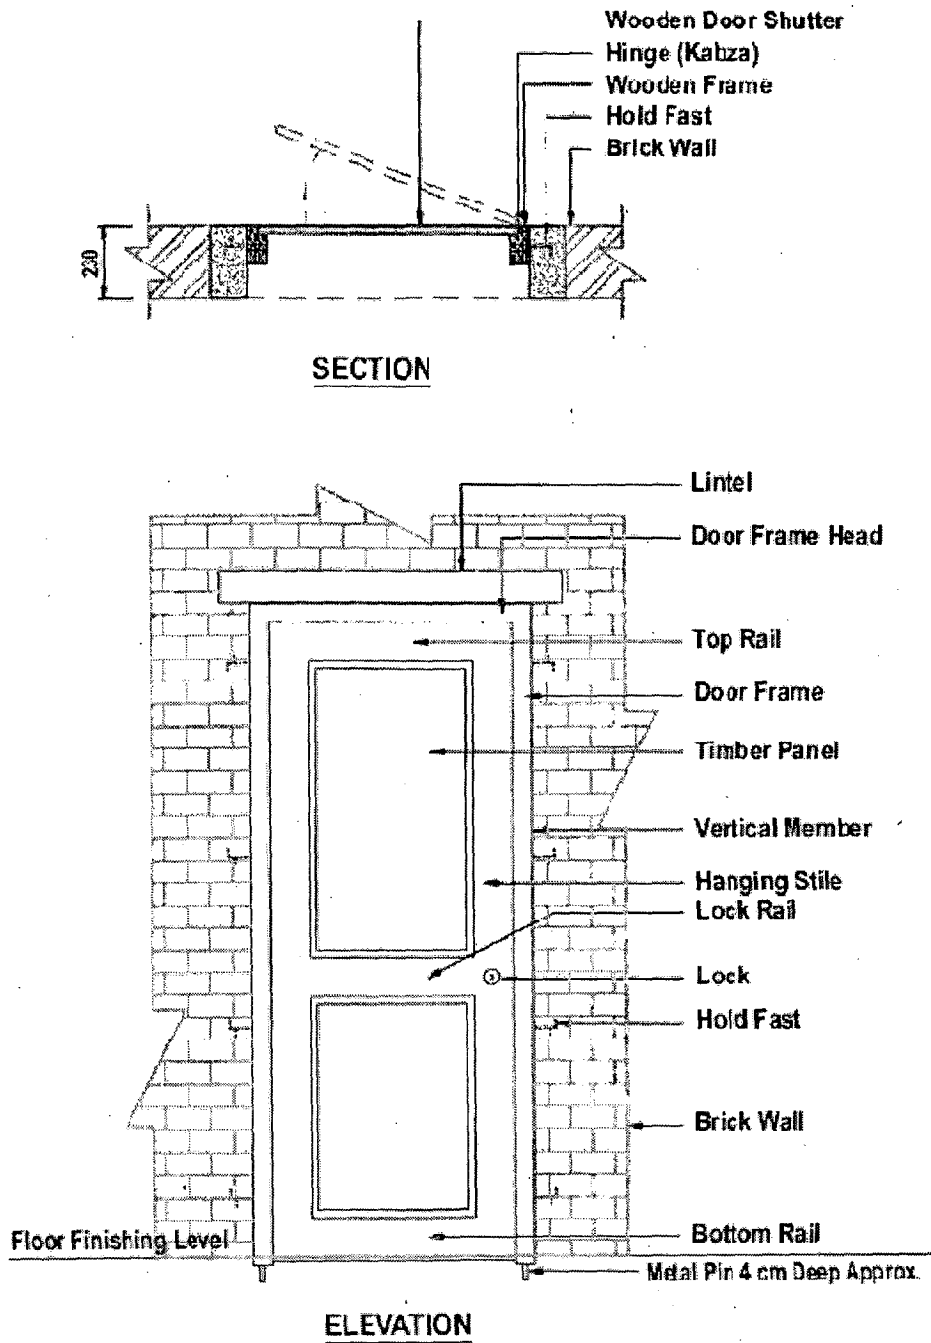 Wooden Door Shutter
Hinge (Kabza)
Wooden Frame
Hold Fast
Brick Wall
230
SECTION
Lintel
Door Frame Head
Top Rail
Door Frame
Timber Panel
Vertical Member
Hanging Stile
Lock Rail
Lock
Hold Fast
Brick Wall
Floor Finishing Level
Bottom Rail
Metal Pin 4 cm Deep Approx.
ELEVATION